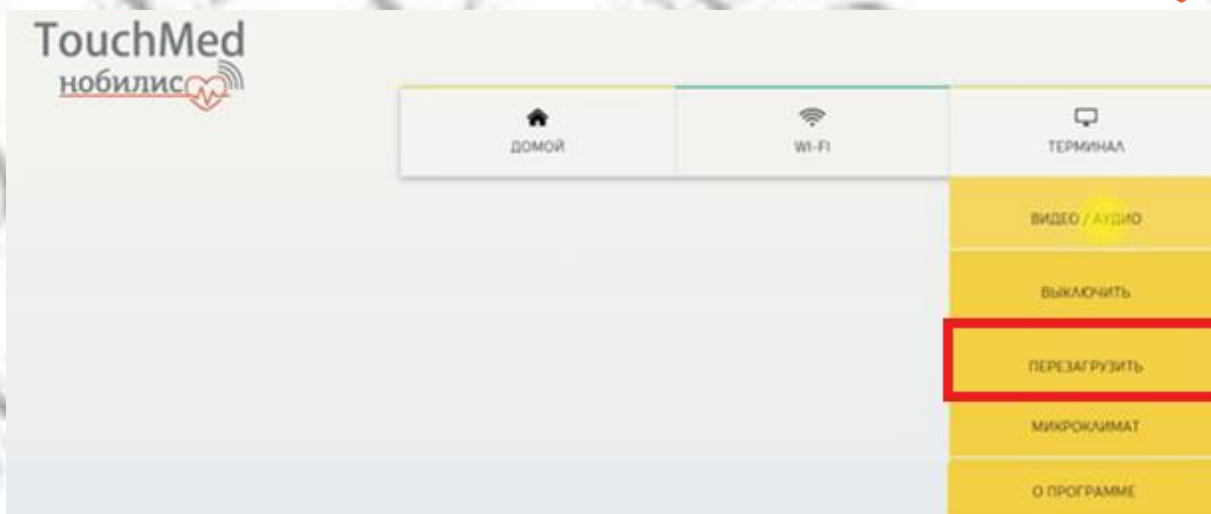 TouchMed
нобилис
ДОМОЙ
WI-FI
ТЕРМИНАЛ
ВИДЕО / АУДИО
ВЫКЛЮЧИТЬ
ПЕРЕЗАГРУЗИТЬ
МИКРОКЛИМАТ
О ПРОГРАММЕ